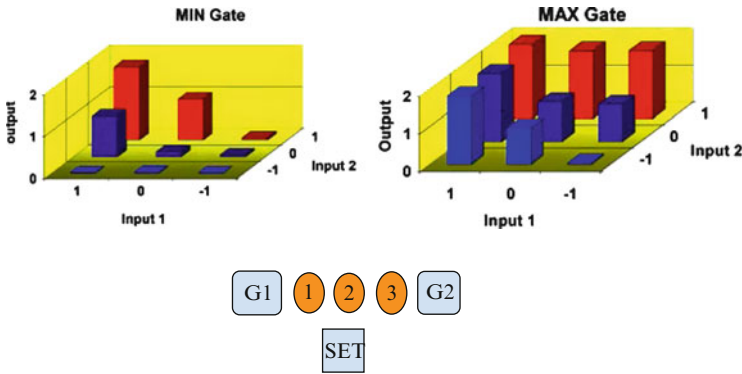 MIN Gate
output
2
1
0
1
0
-1
Input 1
1
0
-1
Input 2
MAX Gate
Output
2
1
0
1
0
-1
Input 1
1
0
-1
Input 2
G1 1 2 3 G2
SET